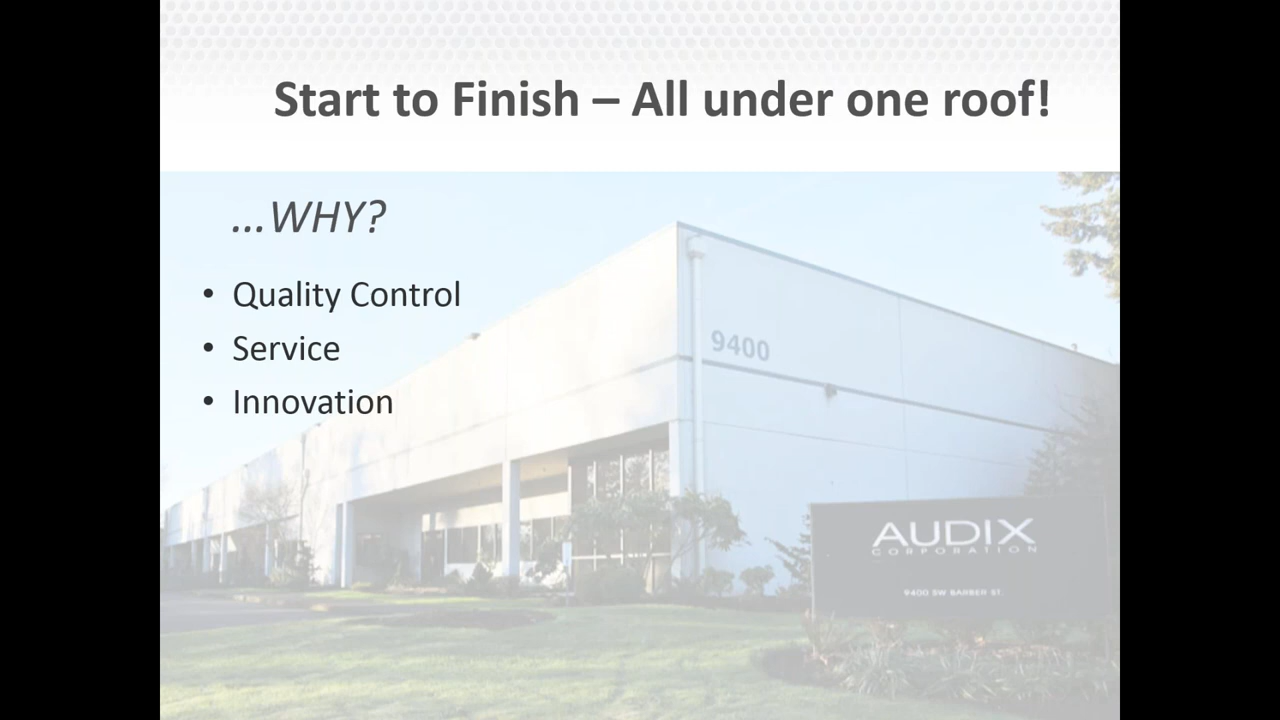 Start to Finish – All under one roof!
...WHY?
• Quality Control
• Service
• Innovation
9400
AUDIX
CORPORATION
9400 SW BARBER ST.